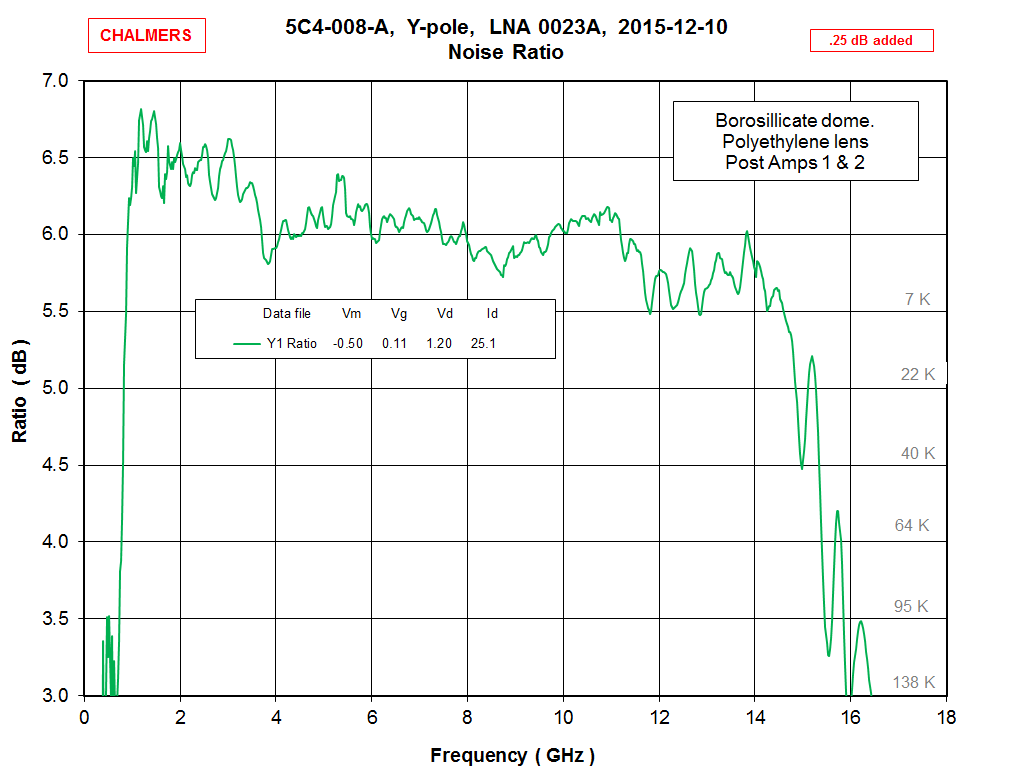 CHALMERS
5C4-008-A, Y-pole, LNA 0023A, 2015-12-10
Noise Ratio
.25 dB added
Borosillicate dome.
Polyethylene lens
Post Amps 1 & 2
Data file Vm Vg Vd Id
Y1 Ratio -0.50 0.11 1.20 25.1
7 K
22 K
40 K
64 K
95 K
138 K
Ratio ( dB )
7.0
6.5
6.0
5.5
5.0
4.5
4.0
3.5
3.0
0 2 4 6 8 10 12 14 16 18
Frequency ( GHz )